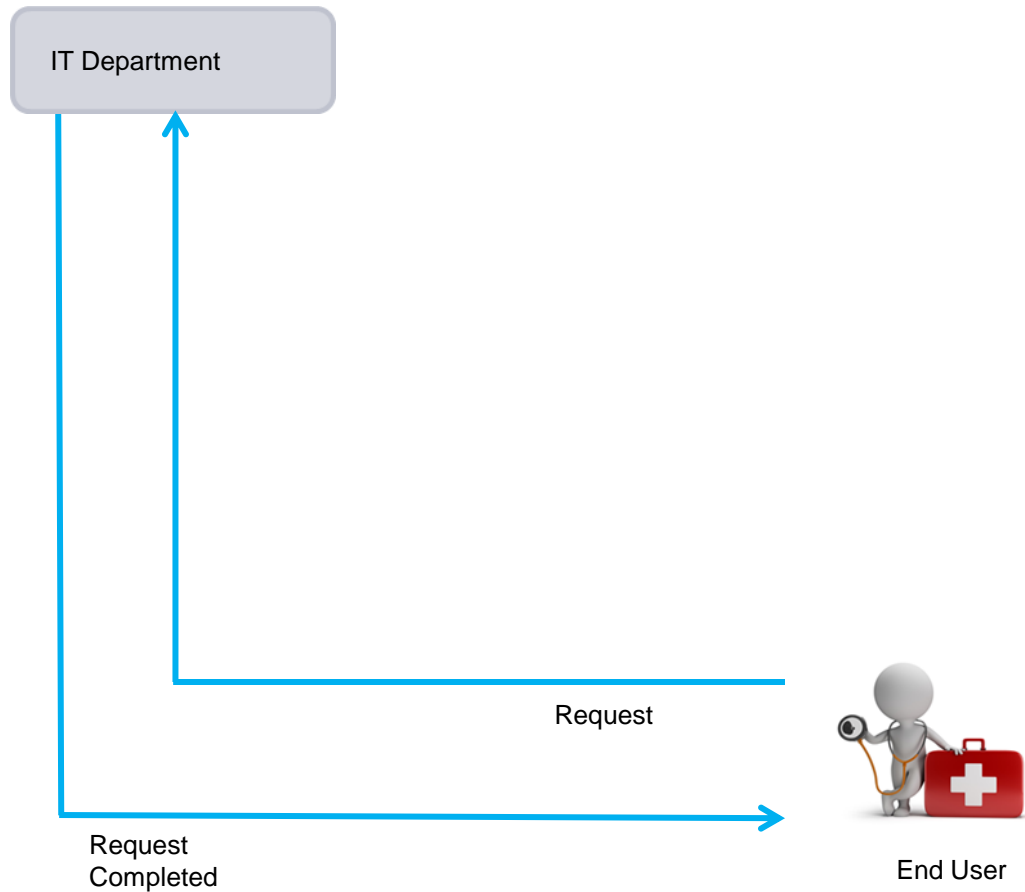 IT Department
Request
Request
Completed
End User